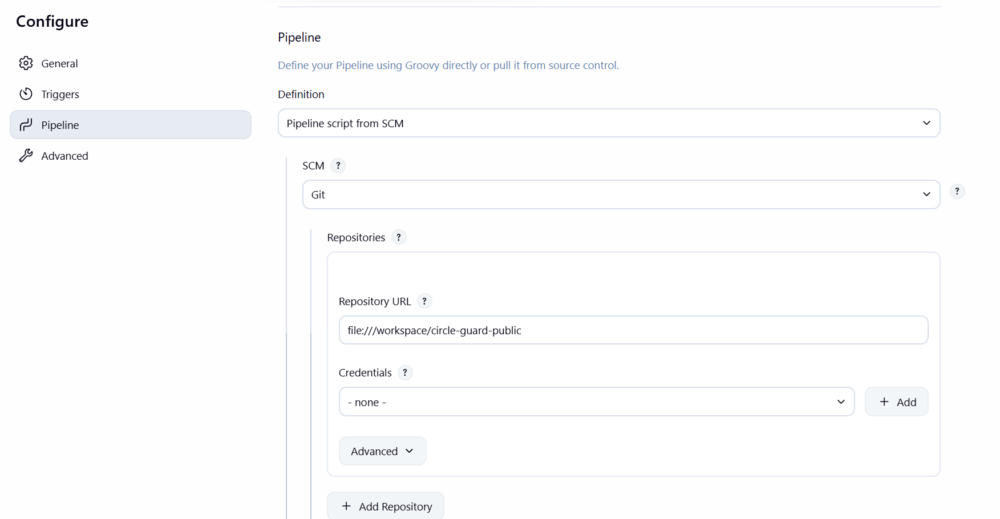 Configure
General
Triggers
Pipeline
Advanced
Pipeline
Define your Pipeline using Groovy directly or pull it from source control.
Definition
Pipeline script from SCM
SCM ?
Git
?
Repositories ?
Repository URL ?
file:///workspace/circle-guard-public
Credentials ?
- none -
+ Add
Advanced
+ Add Repository